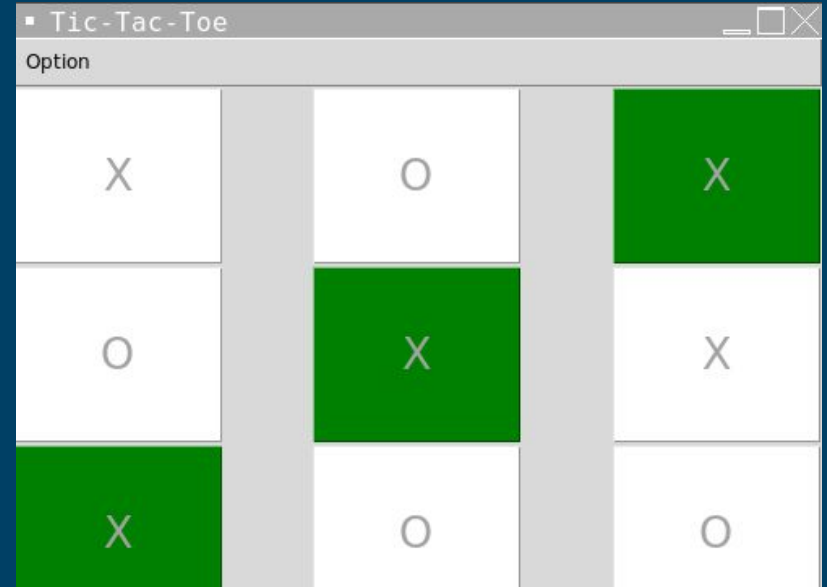 Tic-Tac-Toe
Option
X O X
O X X
X O O